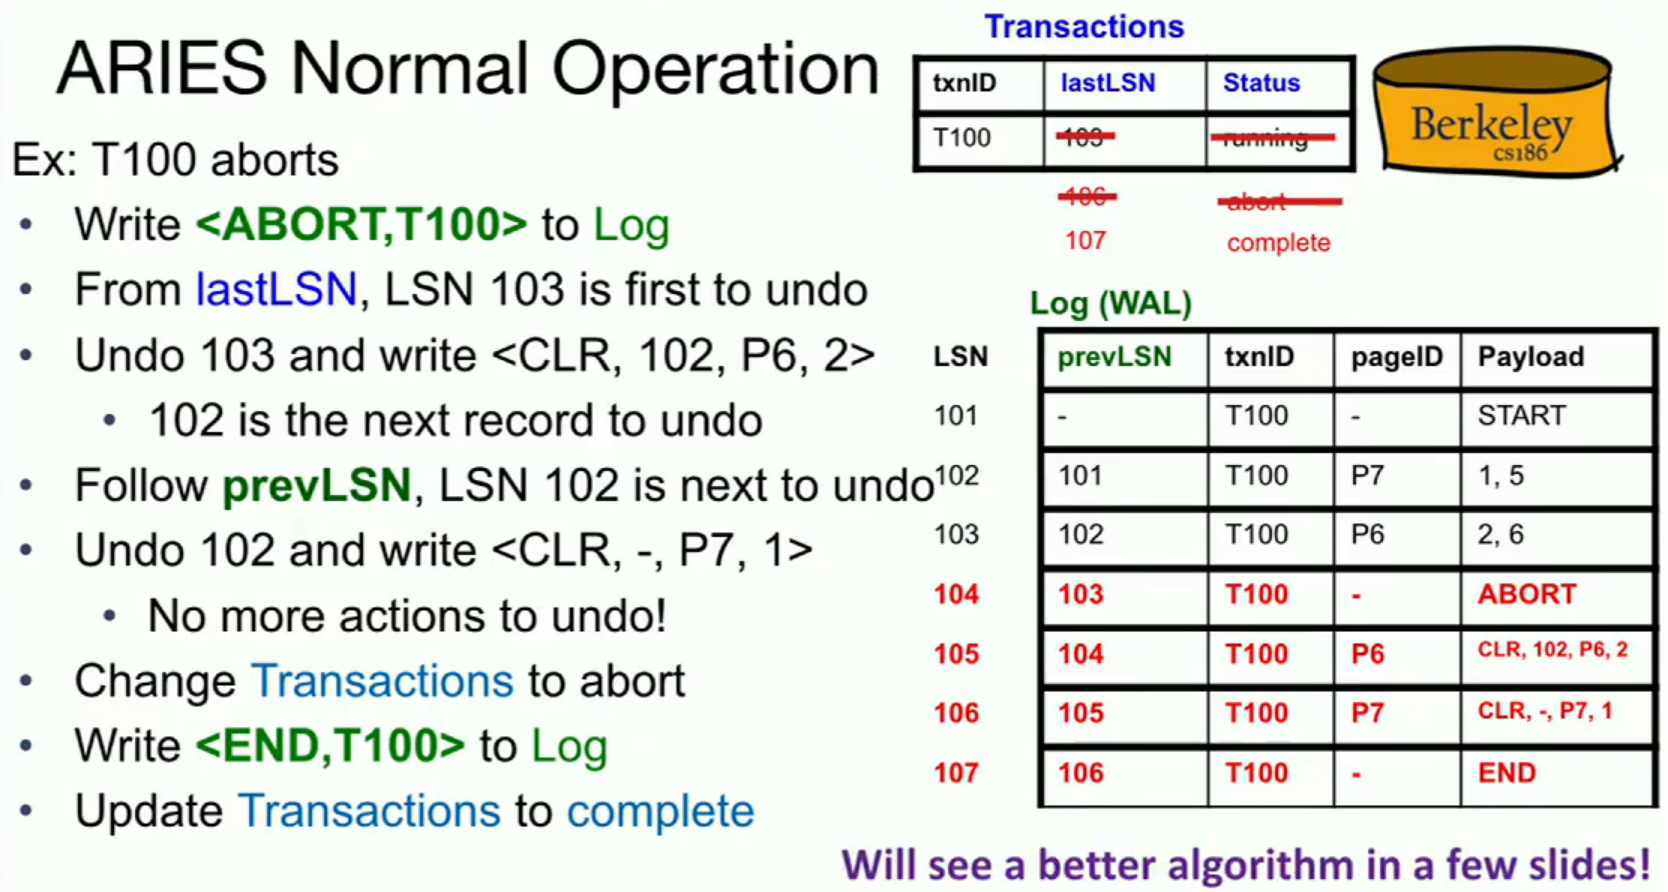 ARIES Normal Operation
Ex: T100 aborts
• Write <ABORT,T100> to Log
• From lastLSN, LSN 103 is first to undo
• Undo 103 and write <CLR, 102, P6, 2>
• 102 is the next record to undo
• Follow prevLSN, LSN 102 is next to undo
• Undo 102 and write <CLR, -, P7, 1>
• No more actions to undo!
• Change Transactions to abort
• Write <END,T100> to Log
• Update Transactions to complete
Transactions
txnID lastLSN Status
T100 103 running
106 abort
107 complete
Berkeley
cs186
Log (WAL)
LSN prevLSN txnID pageID Payload
101 - T100 - START
102 101 T100 P7 1, 5
103 102 T100 P6 2, 6
104 103 T100 - ABORT
105 104 T100 P6 CLR, 102, P6, 2
106 105 T100 P7 CLR, -, P7, 1
107 106 T100 - END
Will see a better algorithm in a few slides!